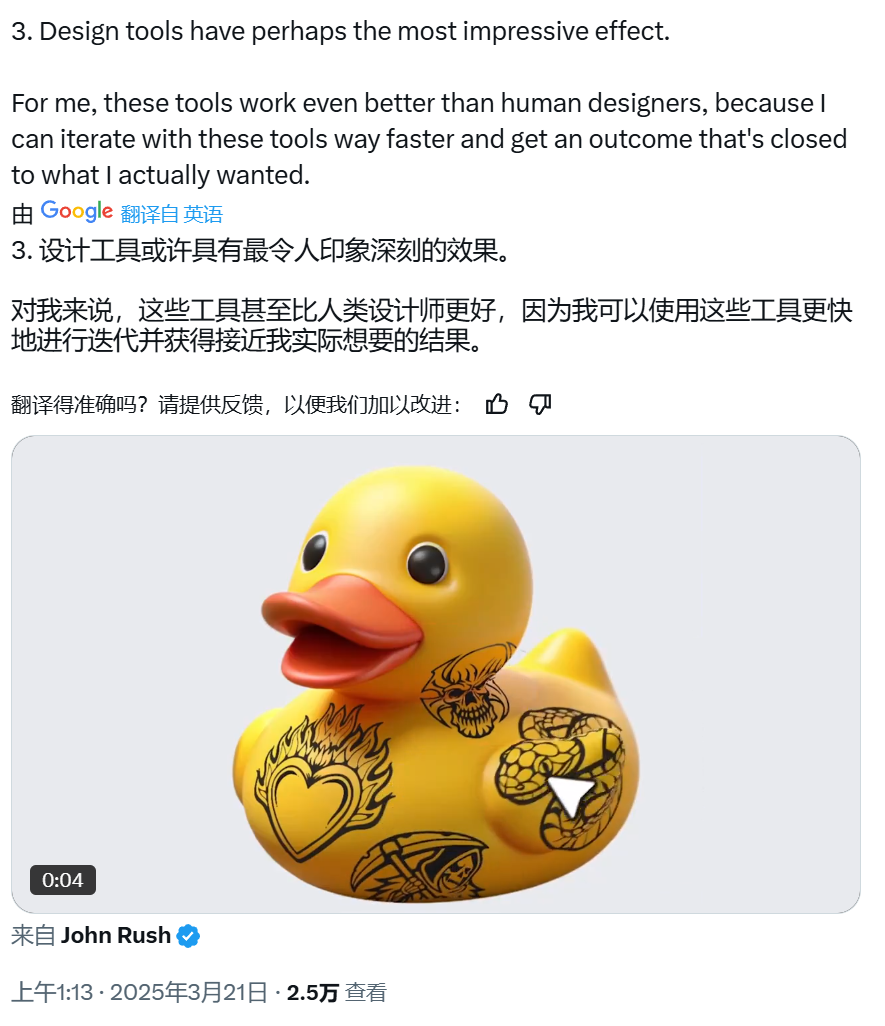 3. Design tools have perhaps the most impressive effect.
For me, these tools work even better than human designers, because I
can iterate with these tools way faster and get an outcome that's closed
to what I actually wanted.
由 Google 翻译自 英语
3. 设计工具或许具有最令人印象深刻的效果。
对我来说，这些工具甚至比人类设计师更好，因为我可以使用这些工具更快
地进行迭代并获得接近我实际想要的结果。
翻译得准确吗？请提供反馈，以便我们加以改进：
0:04
来自 John Rush
上午1:13 · 2025年3月21日 · 2.5万 查看